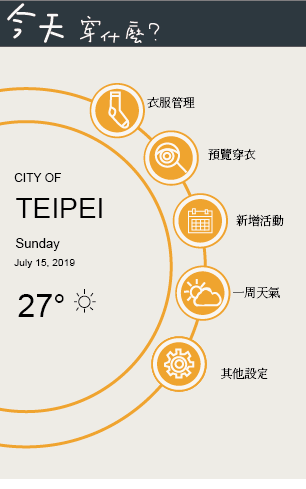 今天 穿什麼?
衣服管理
預覽穿衣
CITY OF
TEIPEI
新增活動
Sunday
July 15, 2019
27°
一周天氣
其他設定